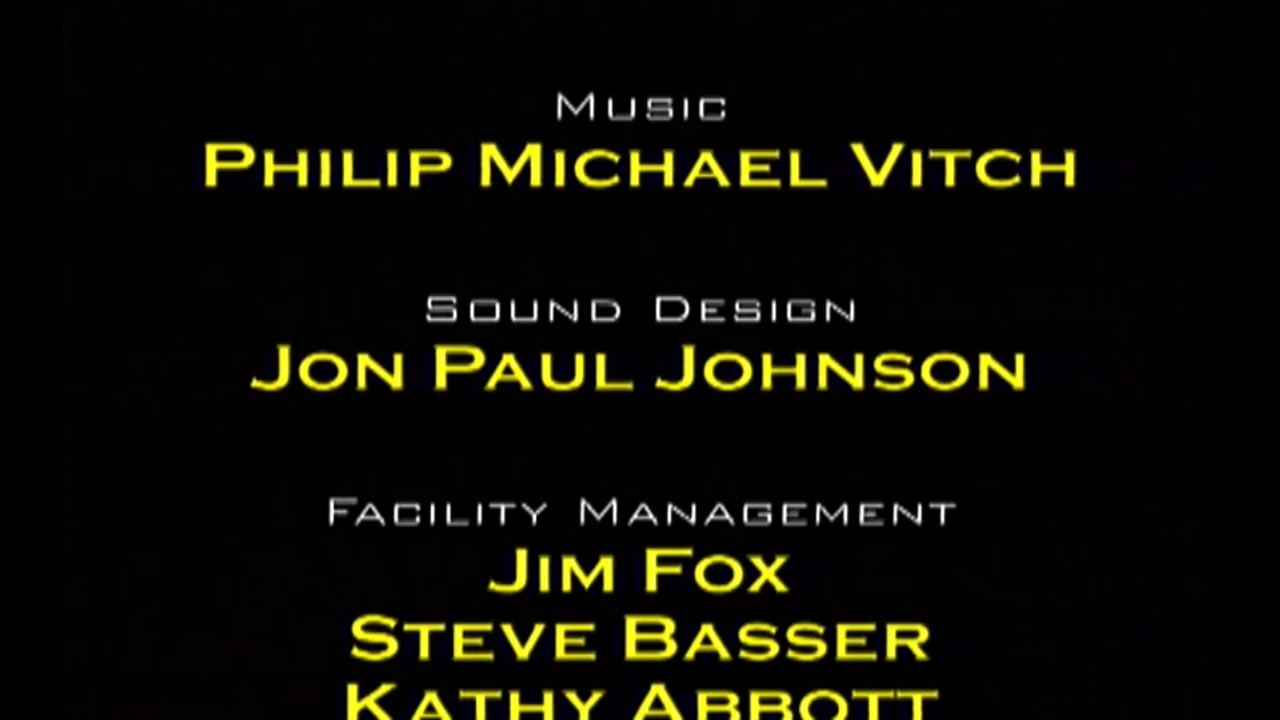 Music
Philip Michael Vitch
Sound Design
Jon Paul Johnson
Facility Management
Jim Fox
Steve Basser
Kathy Abbott